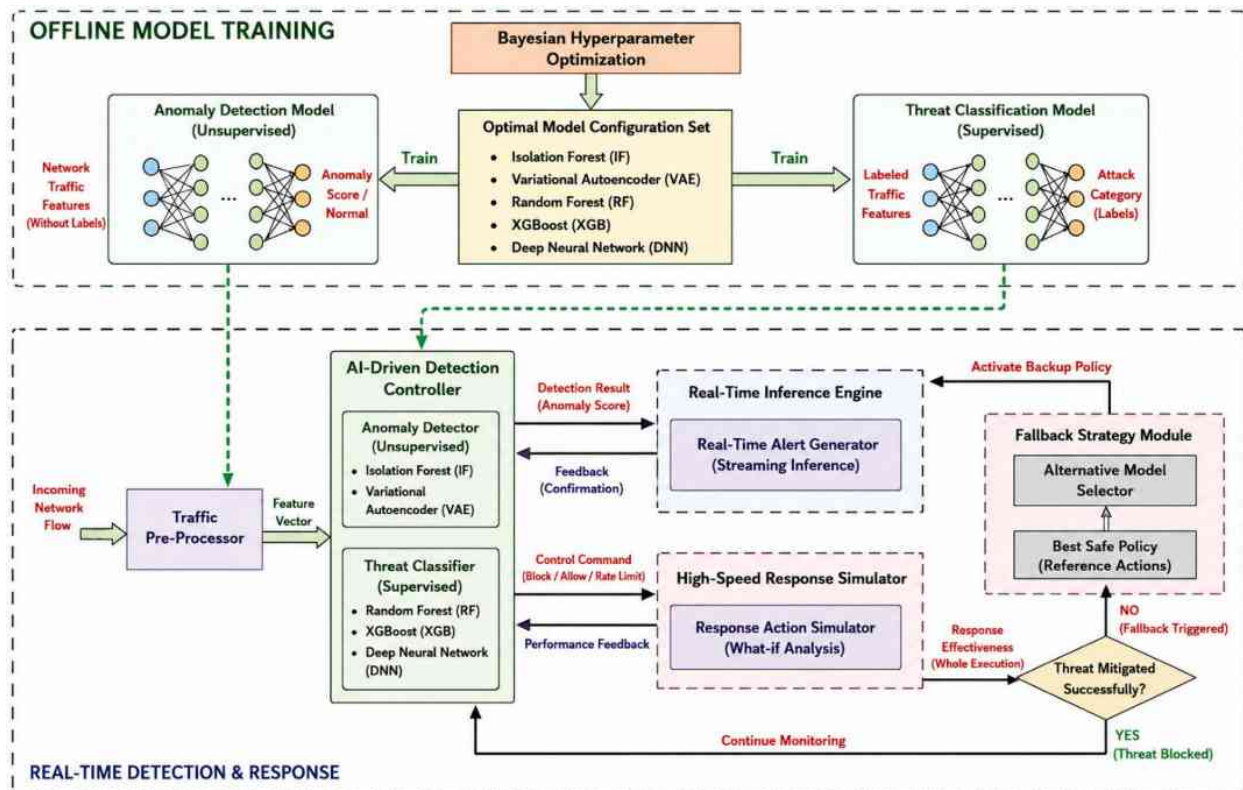 OFFLINE MODEL TRAINING
Bayesian Hyperparameter
Optimization
Anomaly Detection Model
(Unsupervised)
Network
Traffic
Features
(Without Labels)
...
Anomaly
Score /
Normal
Train
Optimal Model Configuration Set
• Isolation Forest (IF)
• Variational Autoencoder (VAE)
• Random Forest (RF)
• XGBoost (XGB)
• Deep Neural Network (DNN)
Train
Threat Classification Model
(Supervised)
Labeled
Traffic
Features
...
Attack
Category
(Labels)
Incoming
Network
Flow
Traffic
Pre-Processor
Feature
Vector
AI-Driven Detection
Controller
Anomaly Detector
(Unsupervised)
• Isolation Forest (IF)
• Variational
Autoencoder (VAE)
Threat Classifier
(Supervised)
• Random Forest (RF)
• XGBoost (XGB)
• Deep Neural Network
(DNN)
Detection Result
(Anomaly Score)
Feedback
(Confirmation)
Real-Time Inference Engine
Real-Time Alert Generator
(Streaming Inference)
Control Command
(Block / Allow / Rate Limit)
Performance Feedback
High-Speed Response Simulator
Response Action Simulator
(What-if Analysis)
Activate Backup Policy
Fallback Strategy Module
Alternative Model
Selector
Best Safe Policy
(Reference Actions)
NO
(Fallback Triggered)
Response
Effectiveness
(Whole Execution)
Threat Mitigated
Successfully?
YES
(Threat Blocked)
Continue Monitoring
REAL-TIME DETECTION & RESPONSE